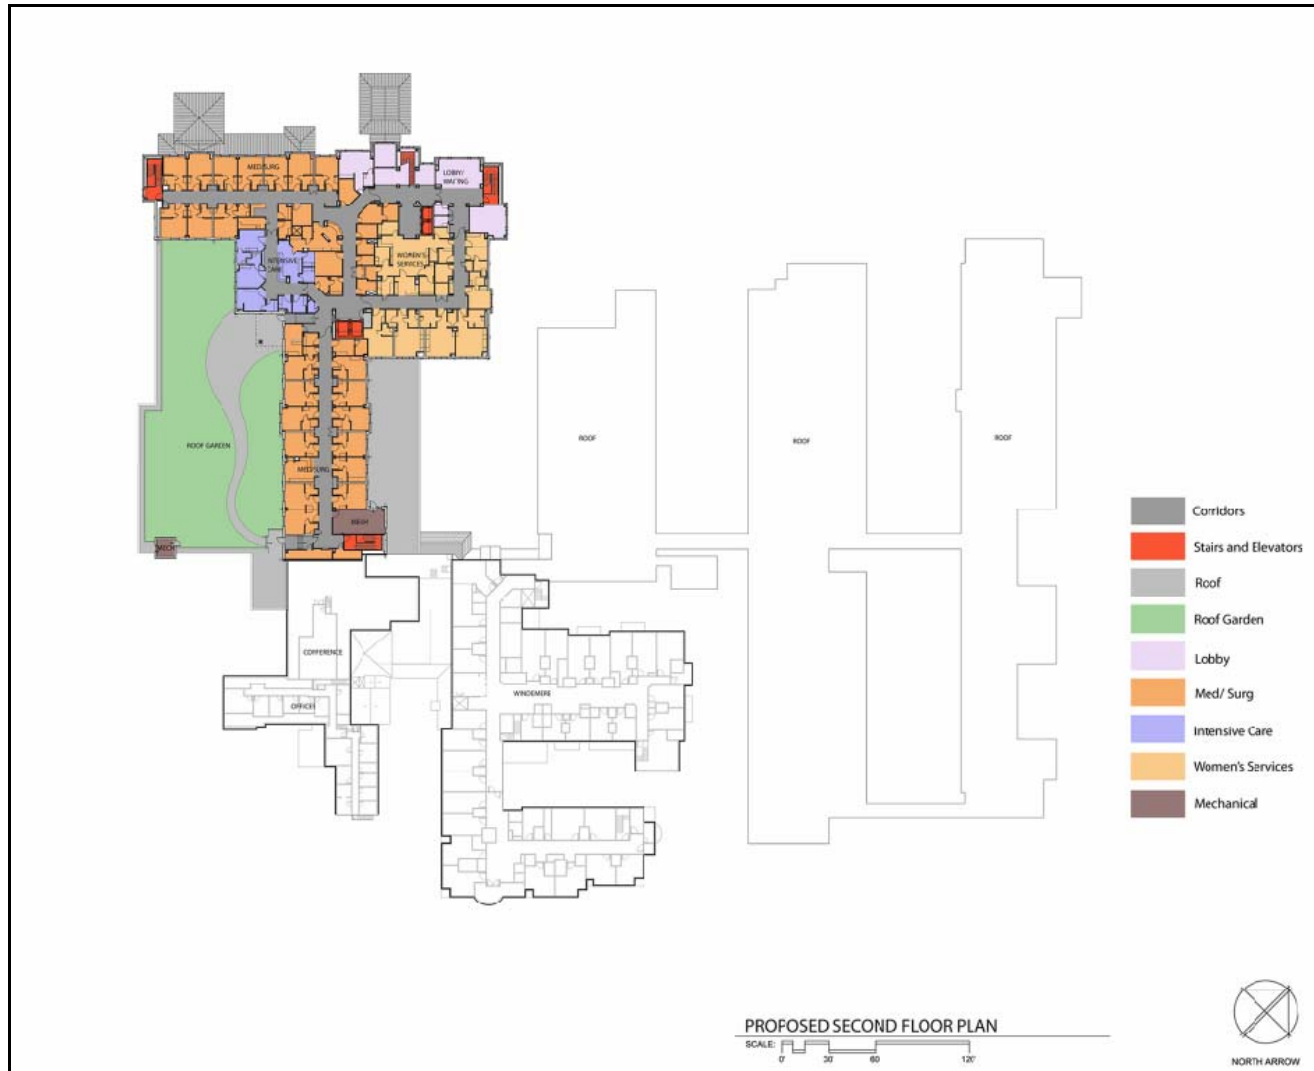 MED/SURG
LOBBY/
WAITING
INTENSIVE
CARE
WOMEN'S
SERVICES
ROOF GARDEN
MED/SURG
MECH
MECH
ROOF
ROOF
ROOF
CONFERENCE
OFFICES
WINDEMERE
Corridors
Stairs and Elevators
Roof
Roof Garden
Lobby
Med/ Surg
Intensive Care
Women's Services
Mechanical
PROPOSED SECOND FLOOR PLAN
SCALE:
0' 30' 60' 120'
NORTH ARROW